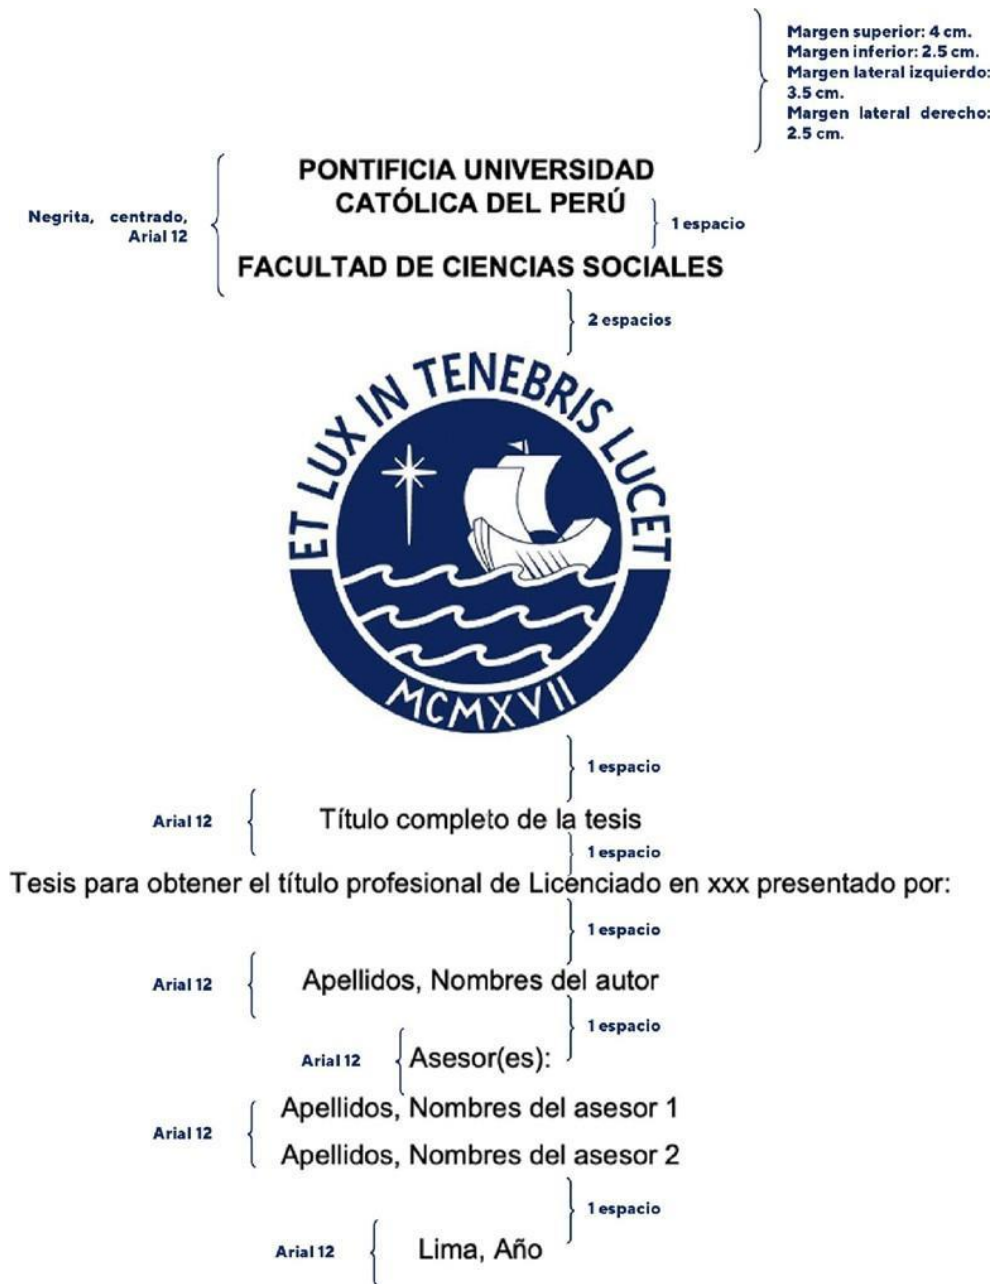 Margen superior: 4 cm.
Margen inferior: 2.5 cm.
Margen lateral izquierdo:
3.5 cm.
Margen lateral derecho:
2.5 cm.
PONTIFICIA UNIVERSIDAD
CATÓLICA DEL PERÚ
Negrita, centrado,
Arial 12
1 espacio
FACULTAD DE CIENCIAS SOCIALES
2 espacios
ET LUX IN TENEBRIS LUCET
MCMXVII
1 espacio
Arial 12
Título completo de la tesis
1 espacio
Tesis para obtener el título profesional de Licenciado en xxx presentado por:
1 espacio
Arial 12
Apellidos, Nombres del autor
1 espacio
Arial 12
Asesor(es):
Arial 12
Apellidos, Nombres del asesor 1
Apellidos, Nombres del asesor 2
1 espacio
Arial 12
Lima, Año